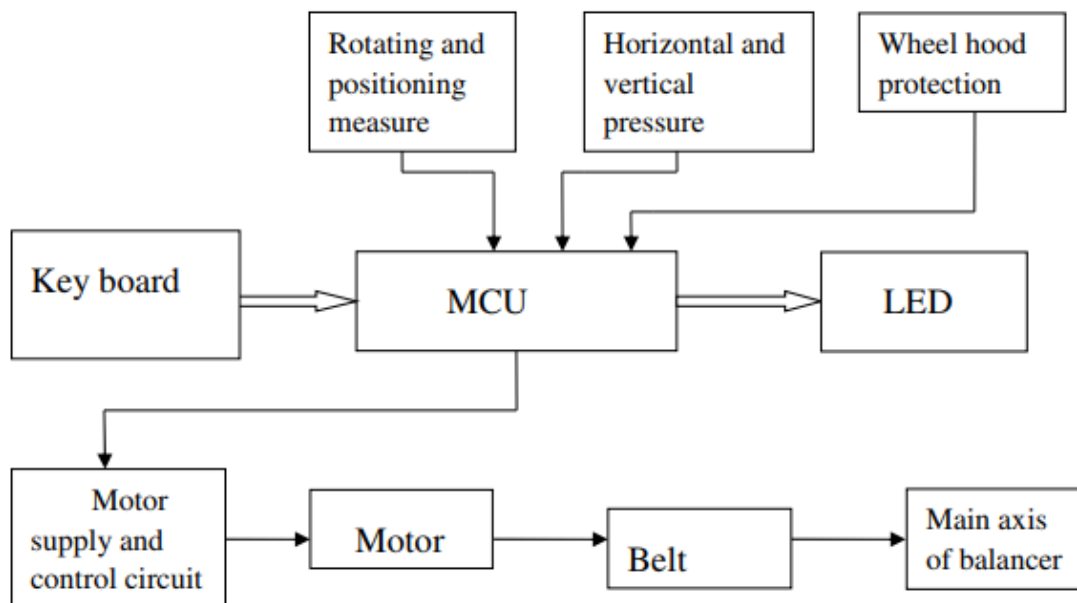 Rotating and
positioning
measure
Horizontal and
vertical
pressure
Wheel hood
protection
Key board
MCU
LED
Motor
supply and
control circuit
Motor
Belt
Main axis
of balancer